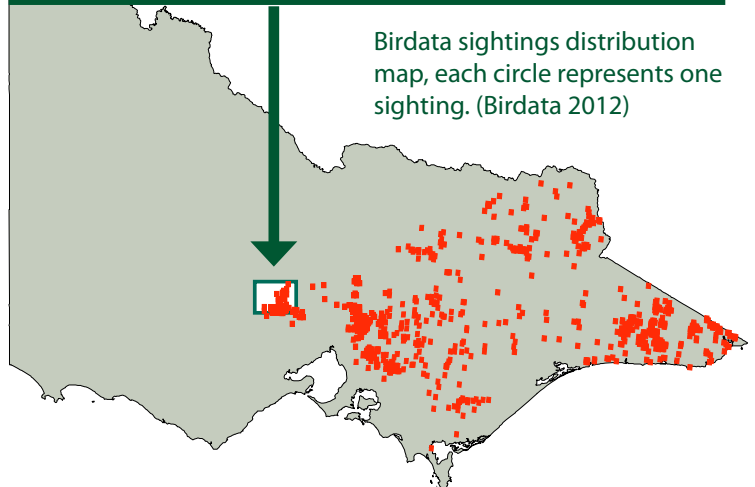 Birdata sightings distribution
map, each circle represents one
sighting. (Birdata 2012)